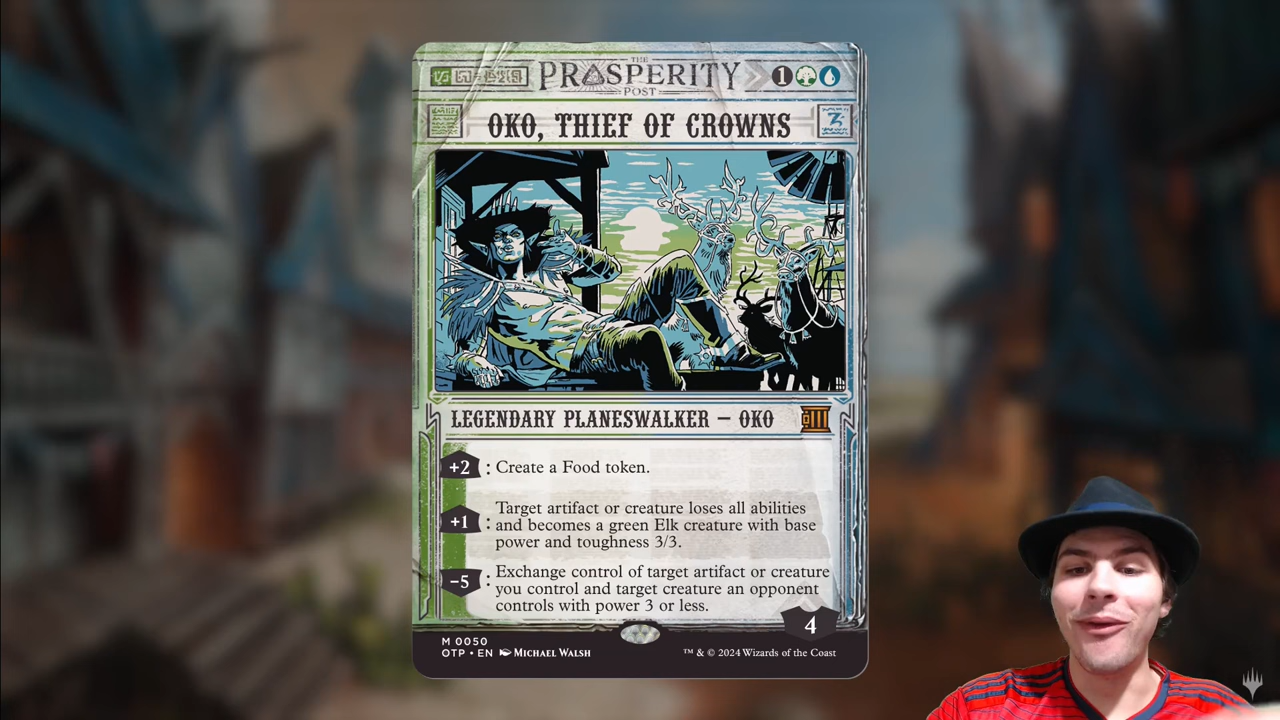 THE
PROSPERITY
POST
1
OKO, THIEF OF CROWNS
LEGENDARY PLANESWALKER – OKO
+2 : Create a Food token.
+1 : Target artifact or creature loses all abilities
and becomes a green Elk creature with base
power and toughness 3/3.
−5 : Exchange control of target artifact or creature
you control and target creature an opponent
controls with power 3 or less.
4
M 0050
OTP • EN Michael Walsh
™ & © 2024 Wizards of the Coast